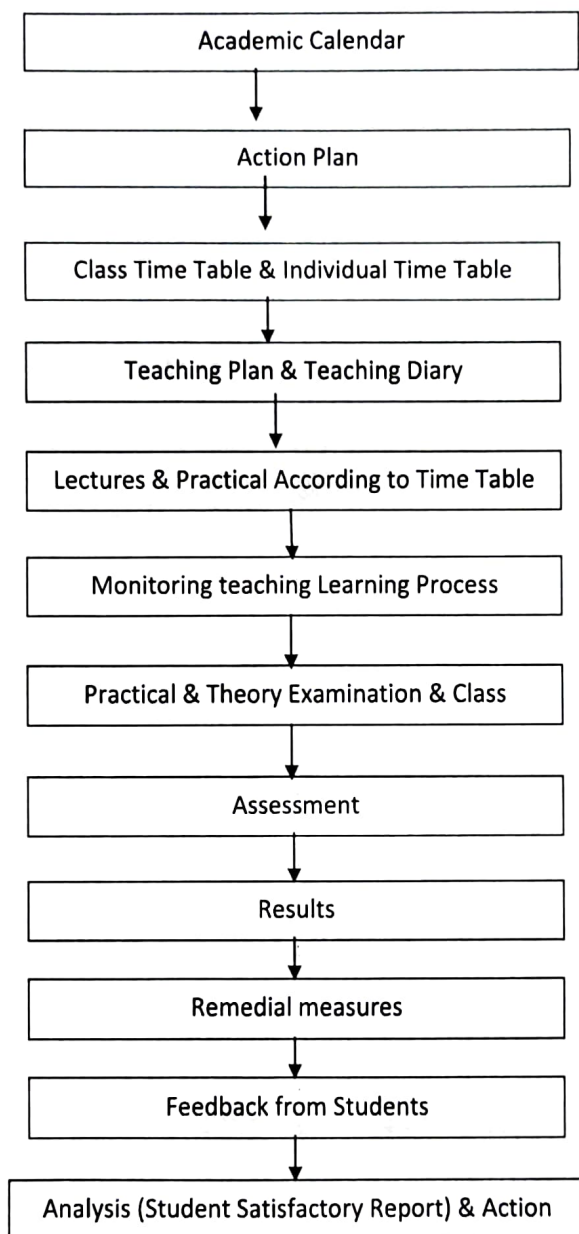 Academic Calendar
Action Plan
Class Time Table & Individual Time Table
Teaching Plan & Teaching Diary
Lectures & Practical According to Time Table
Monitoring teaching Learning Process
Practical & Theory Examination & Class
Assessment
Results
Remedial measures
Feedback from Students
Analysis (Student Satisfactory Report) & Action